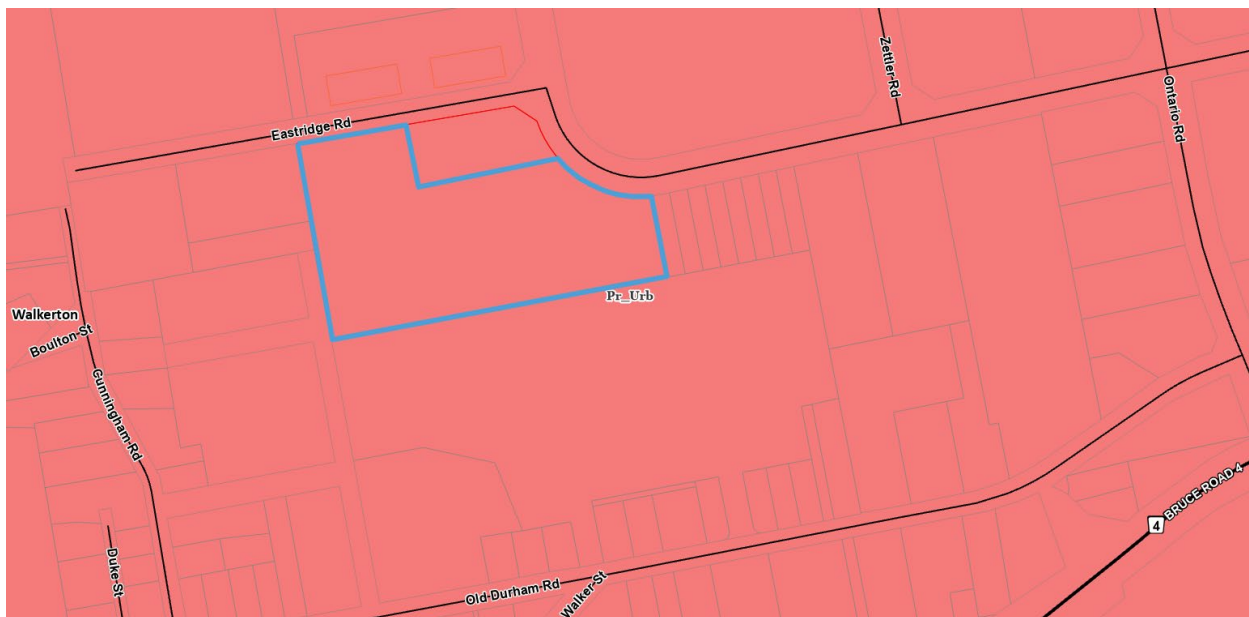 Zettler Rd
Ontario Rd
Eastridge Rd
Pr_Urb
Walkerton
Boulton St
Cunningham Rd
BRUCE ROAD 4
4
Duke St
Old Durham Rd
Walker St